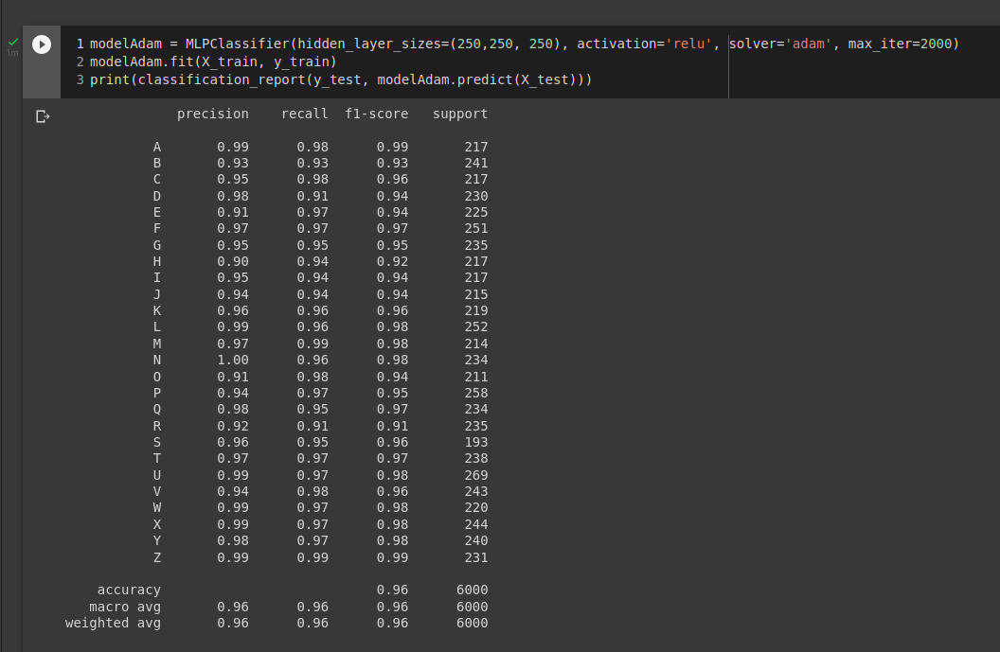 1 modelAdam = MLPClassifier(hidden_layer_sizes=(250,250, 250), activation='relu', solver='adam', max_iter=2000)
1m
2 modelAdam.fit(X_train, y_train)
3 print(classification_report(y_test, modelAdam.predict(X_test)))
precision recall f1-score support
A 0.99 0.98 0.99 217
B 0.93 0.93 0.93 241
C 0.95 0.98 0.96 217
D 0.98 0.91 0.94 230
E 0.91 0.97 0.94 225
F 0.97 0.97 0.97 251
G 0.95 0.95 0.95 235
H 0.90 0.94 0.92 217
I 0.95 0.94 0.94 217
J 0.94 0.94 0.94 215
K 0.96 0.96 0.96 219
L 0.99 0.96 0.98 252
M 0.97 0.99 0.98 214
N 1.00 0.96 0.98 234
O 0.91 0.98 0.94 211
P 0.94 0.97 0.95 258
Q 0.98 0.95 0.97 234
R 0.92 0.91 0.91 235
S 0.96 0.95 0.96 193
T 0.97 0.97 0.97 238
U 0.99 0.97 0.98 269
V 0.94 0.98 0.96 243
W 0.99 0.97 0.98 220
X 0.99 0.97 0.98 244
Y 0.98 0.97 0.98 240
Z 0.99 0.99 0.99 231
accuracy 0.96 6000
macro avg 0.96 0.96 0.96 6000
weighted avg 0.96 0.96 0.96 6000